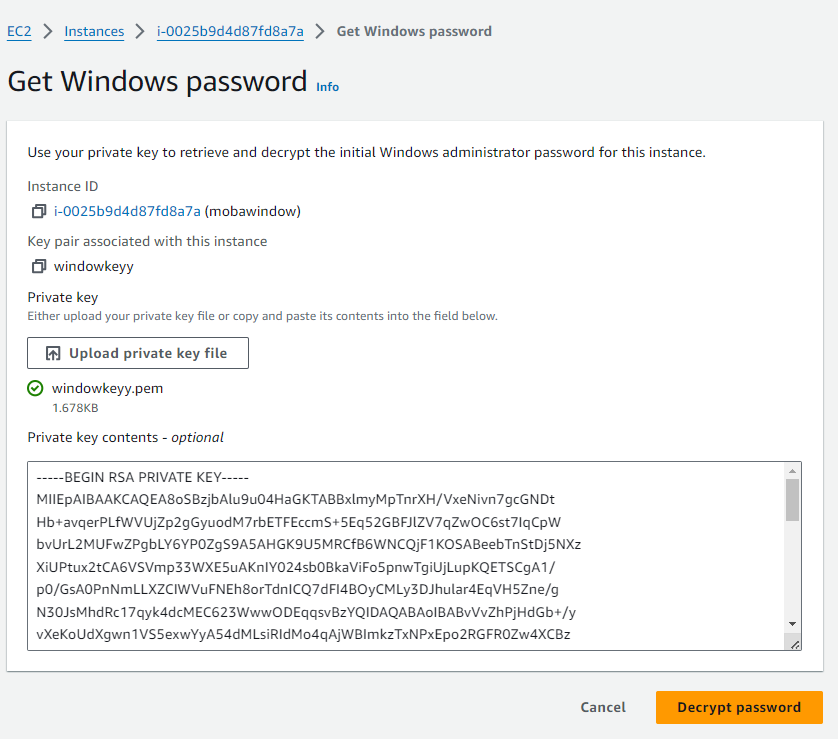 EC2 > Instances > i-0025b9d4d87fd8a7a > Get Windows password
Get Windows password Info
Use your private key to retrieve and decrypt the initial Windows administrator password for this instance.
Instance ID
i-0025b9d4d87fd8a7a (mobawindow)
Key pair associated with this instance
windowkeyy
Private key
Either upload your private key file or copy and paste its contents into the field below.
Upload private key file
windowkeyy.pem
1.678KB
Private key contents - optional
-----BEGIN RSA PRIVATE KEY-----
MIIEpAIBAAKCAQEA8oSBzjbAlu9u04HaGKTABBxlmyMpTnrXH/VxeNivn7gcGNDt
Hb+avqerPLfWVUjZp2gGyuodM7rbETFEccmS+5Eq52GBFJlZV7qZwOC6st7IqCpW
bvUrL2MUFwZPgbLY6YP0ZgS9A5AHGK9U5MRCfB6WNCQjF1KOSABeebTnStDj5NXz
XiUPtux2tCA6VSVmp33WXE5uAKnIY024sb0BkaViFo5pnwTgiUjLupKQETSCgA1/
p0/GsA0PnNmLLXZCIWVuFNEh8orTdnICQ7dFI4BOyCMLy3DJhular4EqVH5Zne/g
N30JsMhdRc17qyk4dcMEC623WwwODEqqsvBzYQIDAQABAoIBABvVvZhPjHdGb+/y
vXeKoUdXgwn1VS5exwYyA54dMLsiRIdMo4qAjWBImkzTxNPxEpo2RGFR0Zw4XCBz
Cancel
Decrypt password